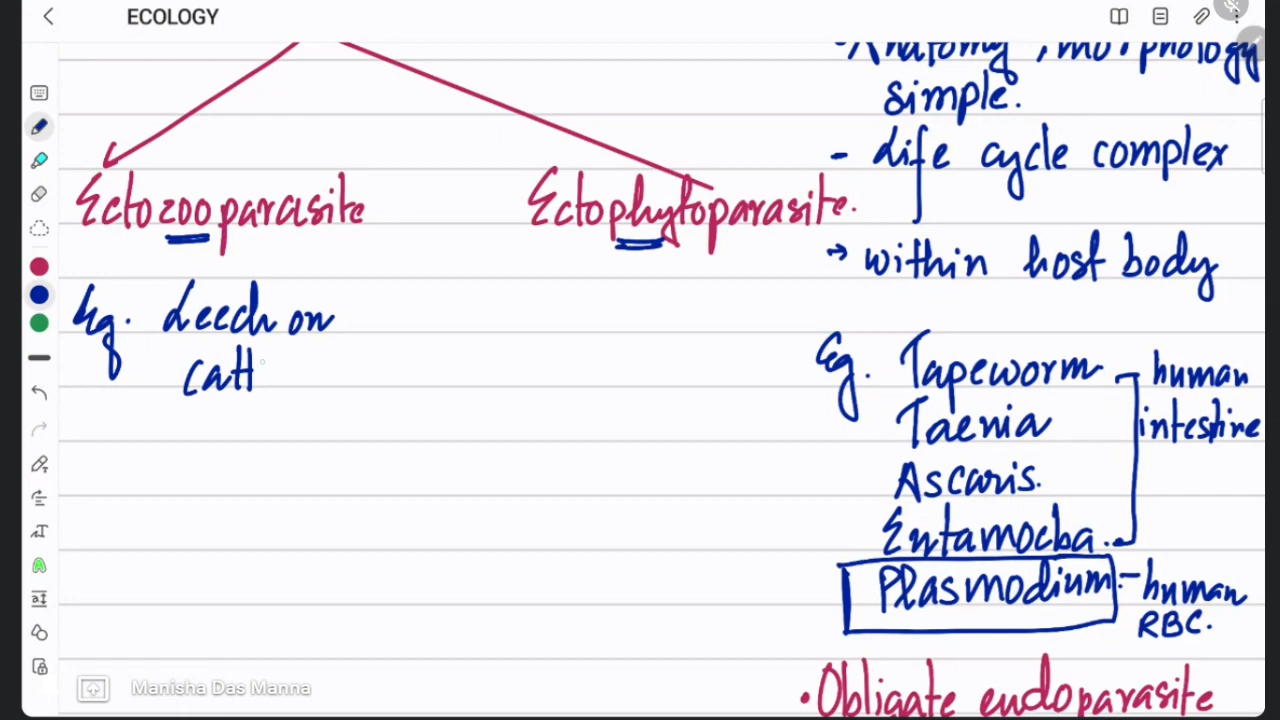 ECOLOGY
Ectozooparasite
Ectophytoparasite.
Eg. Leech on
catt
Anatomy, morphology
simple.
- Life cycle complex
→ within host body
Eg. Tapeworm
Taenia
Ascaris.
Entamoeba.
human
intestine
Plasmodium - human
RBC.
• Obligate endoparasite
Manisha Das Manna